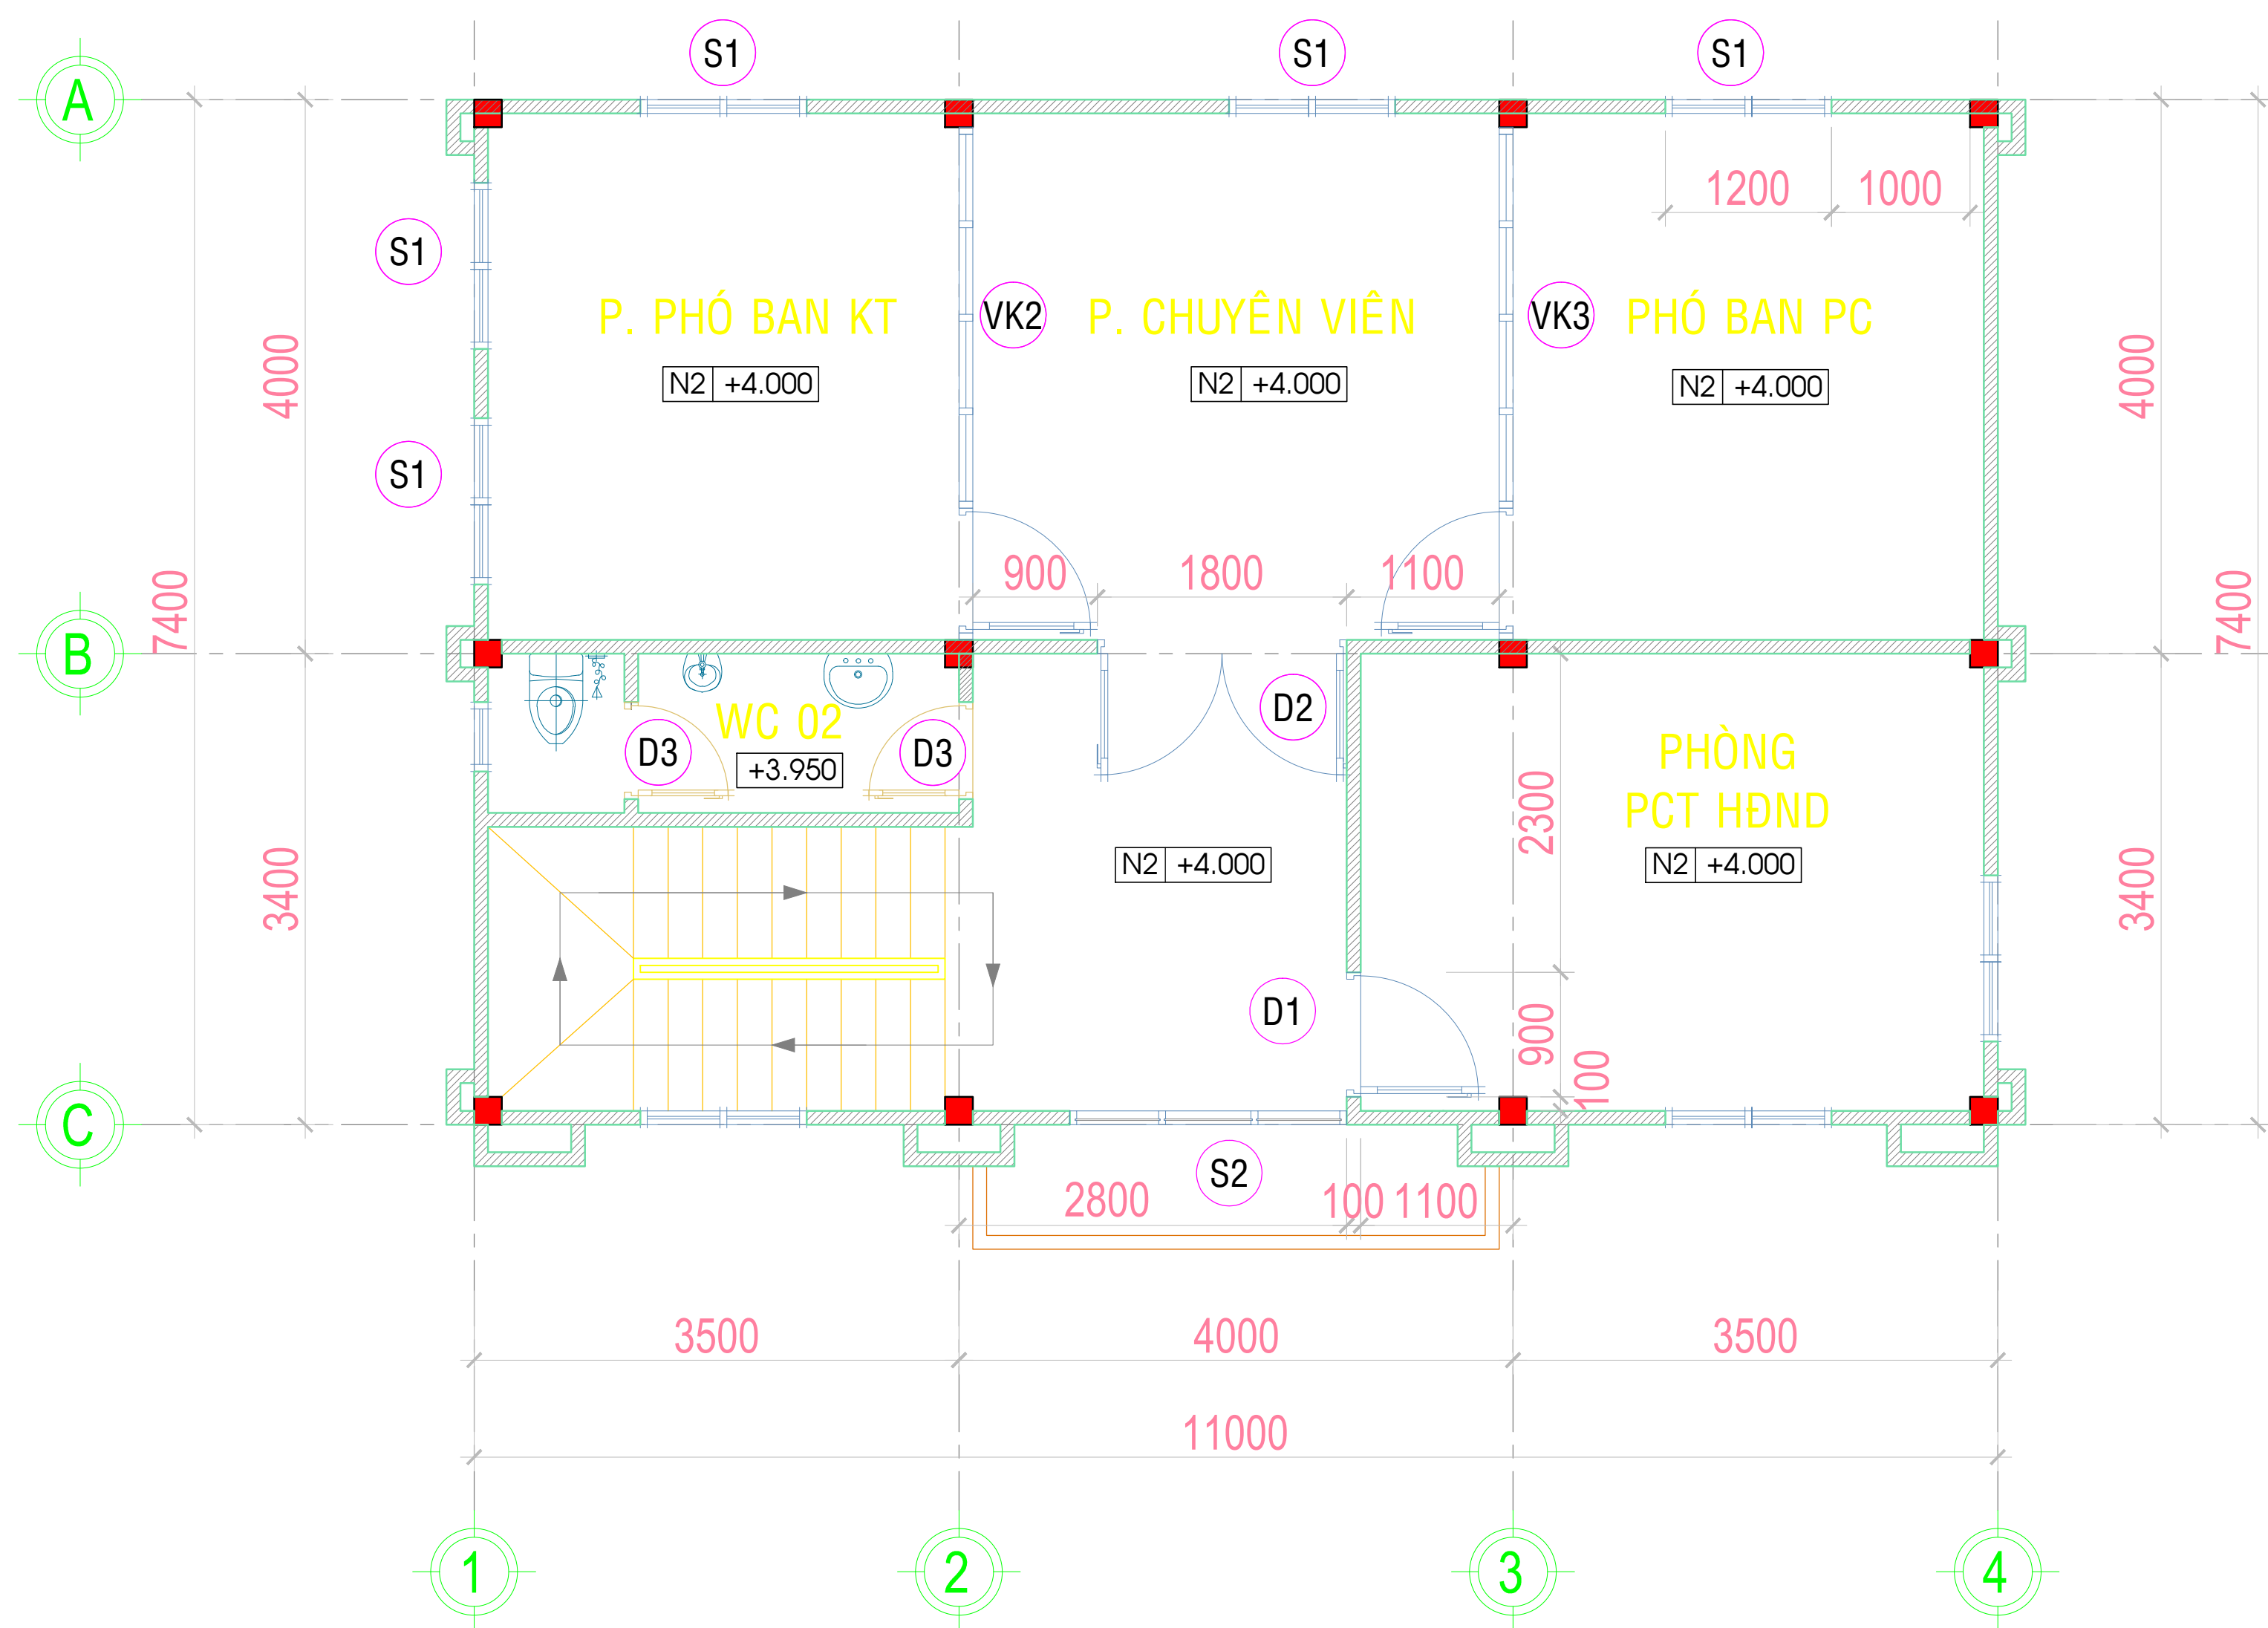 S1
S1
S1
A
1200
1000
S1
P. PHÓ BAN KT
VK2
P. CHUYÊN VIÊN
VK3
PHÓ BAN PC
N2 +4.000
N2 +4.000
N2 +4.000
4000
4000
S1
900
1800
1100
7400
7400
B
D2
WC 02
D3
D3
+3.950
PHÒNG
PCT HĐND
2300
N2 +4.000
N2 +4.000
3400
3400
D1
900
100
C
S2
2800
100
1100
3500
4000
3500
11000
1
2
3
4